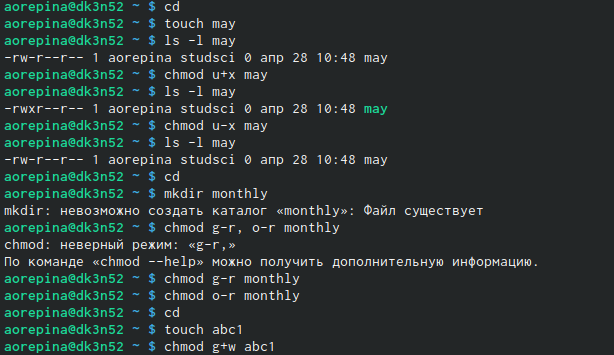 aorepina@dk3n52 ~ $ cd
aorepina@dk3n52 ~ $ touch may
aorepina@dk3n52 ~ $ ls -l may
-rw-r--r-- 1 aorepina studsci 0 апр 28 10:48 may
aorepina@dk3n52 ~ $ chmod u+x may
aorepina@dk3n52 ~ $ ls -l may
-rwxr--r-- 1 aorepina studsci 0 апр 28 10:48 may
aorepina@dk3n52 ~ $ chmod u-x may
aorepina@dk3n52 ~ $ ls -l may
-rw-r--r-- 1 aorepina studsci 0 апр 28 10:48 may
aorepina@dk3n52 ~ $ cd
aorepina@dk3n52 ~ $ mkdir monthly
mkdir: невозможно создать каталог «monthly»: Файл существует
aorepina@dk3n52 ~ $ chmod g-r, o-r monthly
chmod: неверный режим: «g-r,»
По команде «chmod --help» можно получить дополнительную информацию.
aorepina@dk3n52 ~ $ chmod g-r monthly
aorepina@dk3n52 ~ $ chmod o-r monthly
aorepina@dk3n52 ~ $ cd
aorepina@dk3n52 ~ $ touch abc1
aorepina@dk3n52 ~ $ chmod g+w abc1